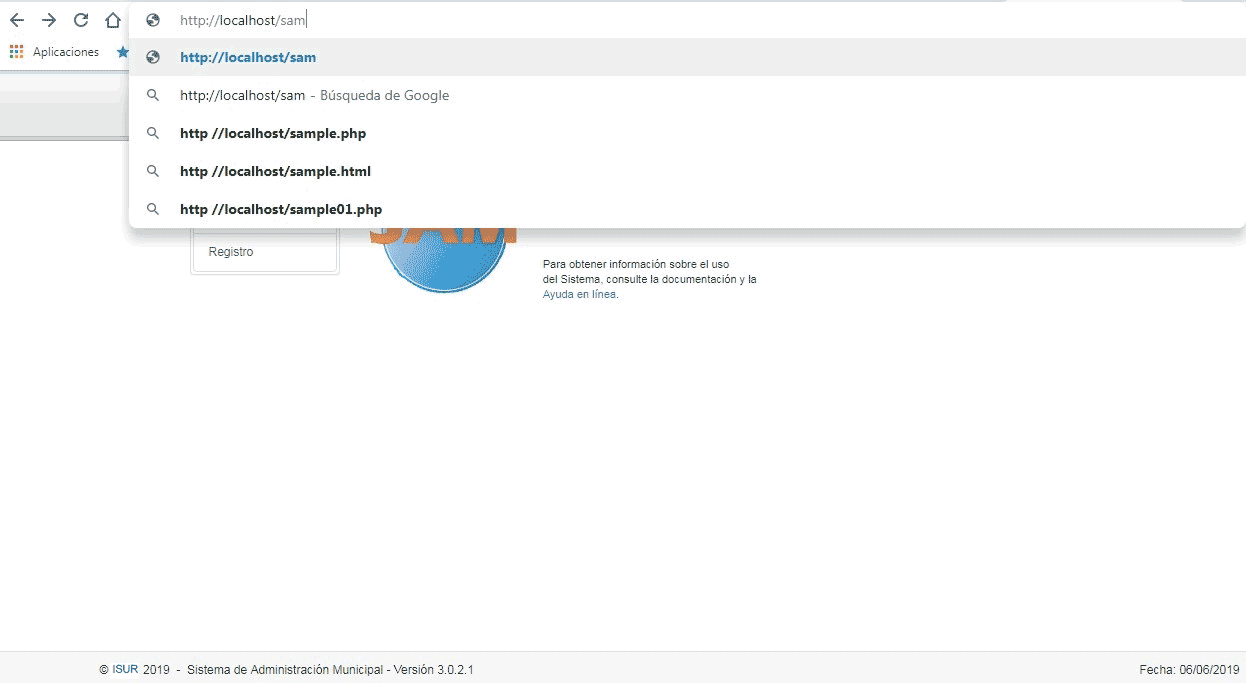 http://localhost/sam
Aplicaciones
http://localhost/sam
http://localhost/sam - Búsqueda de Google
http //localhost/sample.php
http //localhost/sample.html
http //localhost/sample01.php
SAM
Registro
Para obtener información sobre el uso
del Sistema, consulte la documentación y la
Ayuda en línea.
© ISUR 2019 - Sistema de Administración Municipal - Versión 3.0.2.1
Fecha: 06/06/2019